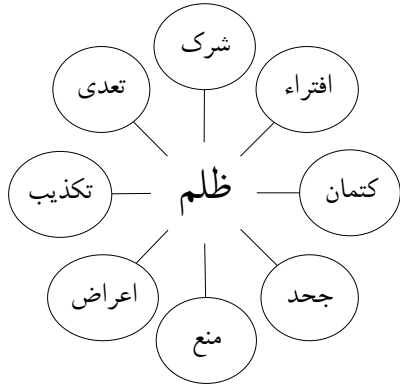 شرک
افتراء
تعدی
کتمان
ظلم
تکذیب
جحد
اعراض
منع